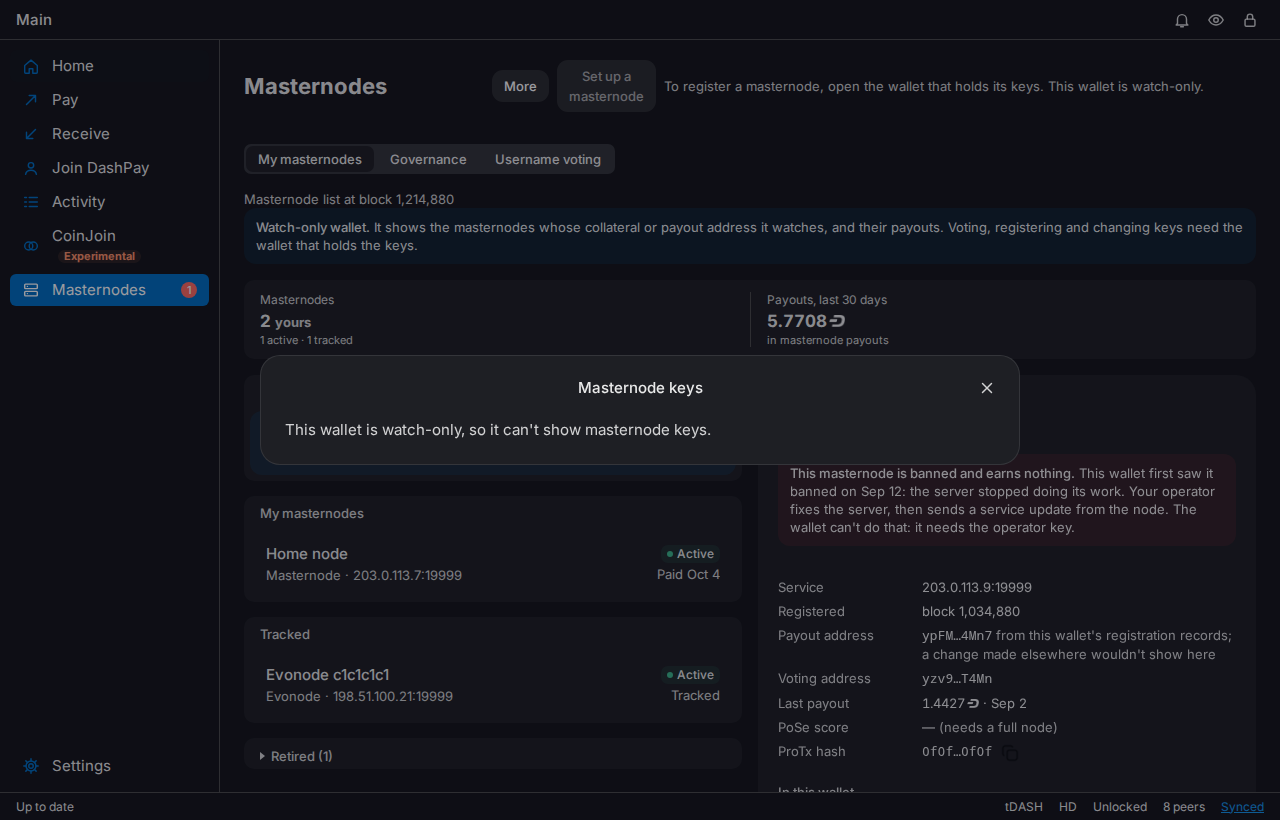 Main
Home
Pay
Receive
Join DashPay
Activity
CoinJoin
Experimental
Masternodes
1
Settings
Masternodes
More
Set up a
masternode
To register a masternode, open the wallet that holds its keys. This wallet is watch-only.
My masternodes
Governance
Username voting
Masternode list at block 1,214,880
Watch-only wallet. It shows the masternodes whose collateral or payout address it watches, and their payouts. Voting, registering and changing keys need the
wallet that holds the keys.
Masternodes
2 yours
1 active · 1 tracked
Payouts, last 30 days
5.7708
in masternode payouts
Masternode keys
This wallet is watch-only, so it can't show masternode keys.
My masternodes
Home node
Active
Masternode · 203.0.113.7:19999
Paid Oct 4
Tracked
Evonode c1c1c1c1
Active
Evonode · 198.51.100.21:19999
Tracked
Retired (1)
This masternode is banned and earns nothing. This wallet first saw it
banned on Sep 12: the server stopped doing its work. Your operator
fixes the server, then sends a service update from the node. The
wallet can't do that: it needs the operator key.
Service 203.0.113.9:19999
Registered block 1,034,880
Payout address ypFM…4Mn7 from this wallet's registration records;
a change made elsewhere wouldn't show here
Voting address yzv9…T4Mn
Last payout 1.4427 · Sep 2
PoSe score — (needs a full node)
ProTx hash 0f0f…0f0f
In this wallet
Up to date
tDASH
HD
Unlocked
8 peers
Synced